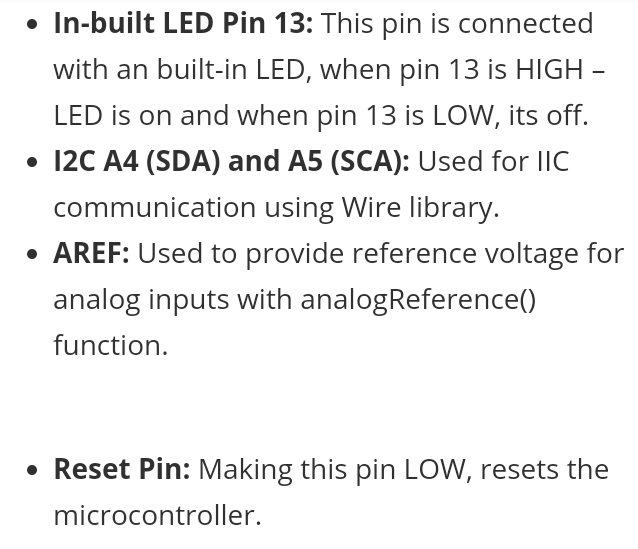 • In-built LED Pin 13: This pin is connected
with an built-in LED, when pin 13 is HIGH –
LED is on and when pin 13 is LOW, its off.
• I2C A4 (SDA) and A5 (SCA): Used for IIC
communication using Wire library.
• AREF: Used to provide reference voltage for
analog inputs with analogReference()
function.
• Reset Pin: Making this pin LOW, resets the
microcontroller.